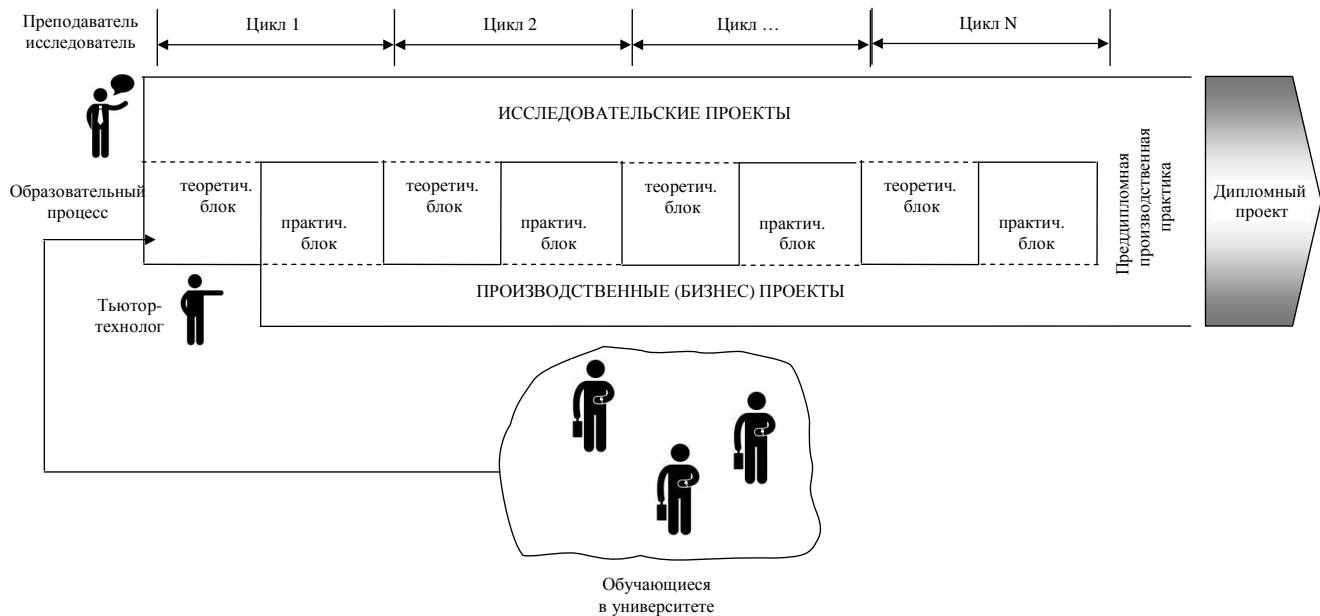 Преподаватель
исследователь
Цикл 1
Цикл 2
Цикл …
Цикл N
ИССЛЕДОВАТЕЛЬСКИЕ ПРОЕКТЫ
Образовательный
процесс
теоретич.
блок
практич.
блок
теоретич.
блок
практич.
блок
теоретич.
блок
практич.
блок
теоретич.
блок
практич.
блок
Преддипломная
производственная
практика
Дипломный
проект
ПРОИЗВОДСТВЕННЫЕ (БИЗНЕС) ПРОЕКТЫ
Тьютор-
технолог
Обучающиеся
в университете